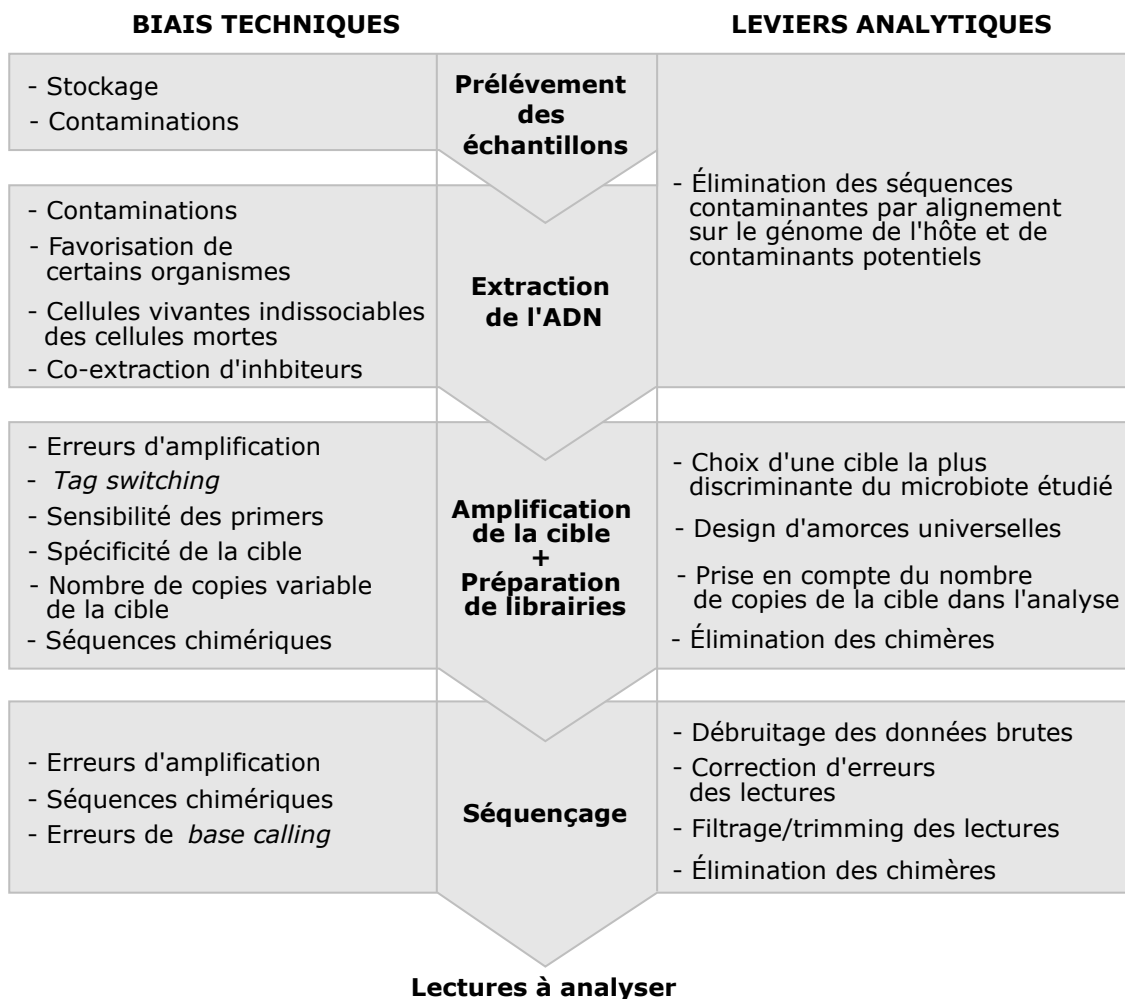 BIAIS TECHNIQUES
LEVIERS ANALYTIQUES
- Stockage
- Contaminations
Prélévement
des
échantillons
- Élimination des séquences
contaminantes par alignement
sur le génome de l'hôte et de
contaminants potentiels
- Contaminations
- Favorisation de
certains organismes
- Cellules vivantes indissociables
des cellules mortes
- Co-extraction d'inhbiteurs
Extraction
de l'ADN
- Erreurs d'amplification
- Tag switching
- Sensibilité des primers
- Spécificité de la cible
- Nombre de copies variable
de la cible
- Séquences chimériques
Amplification
de la cible
+
Préparation
de librairies
- Choix d'une cible la plus
discriminante du microbiote étudié
- Design d'amorces universelles
- Prise en compte du nombre
de copies de la cible dans l'analyse
- Élimination des chimères
- Erreurs d'amplification
- Séquences chimériques
- Erreurs de base calling
Séquençage
- Débruitage des données brutes
- Correction d'erreurs
des lectures
- Filtrage/trimming des lectures
- Élimination des chimères
Lectures à analyser